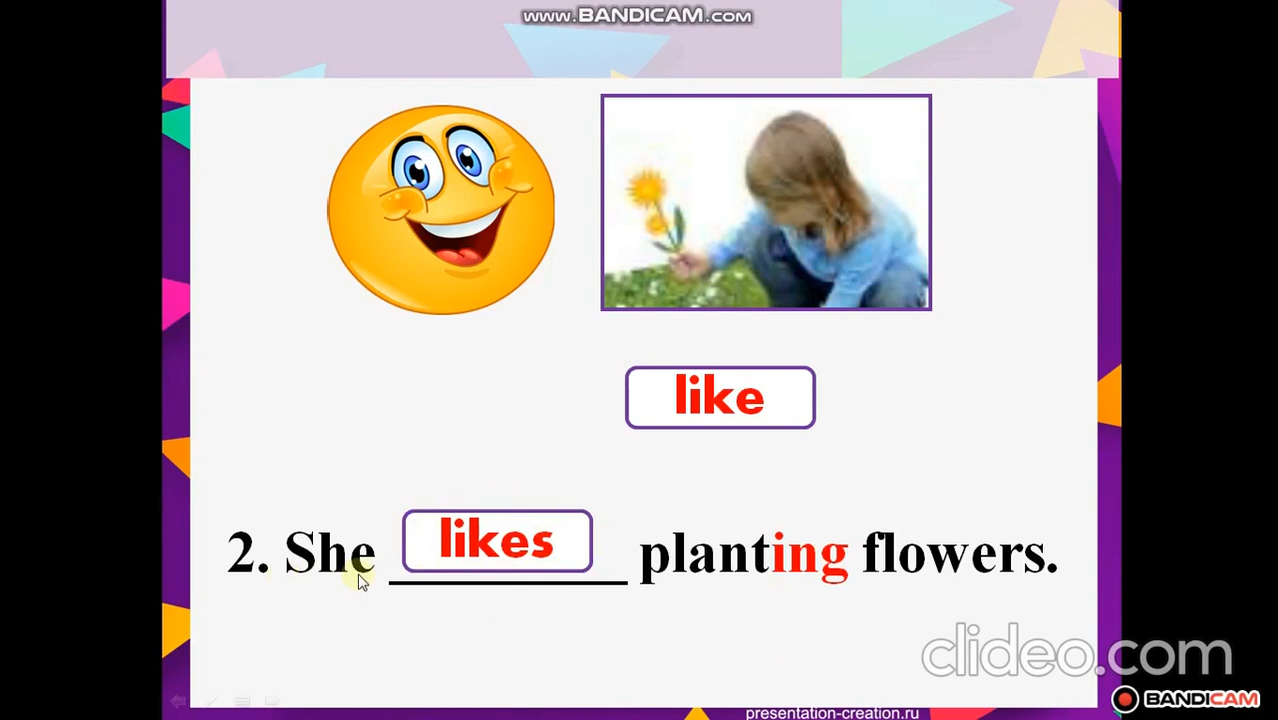 www.BANDICAM.com
like
2. She likes planting flowers.
clideo.com
BANDICAM
presentation-creation.ru